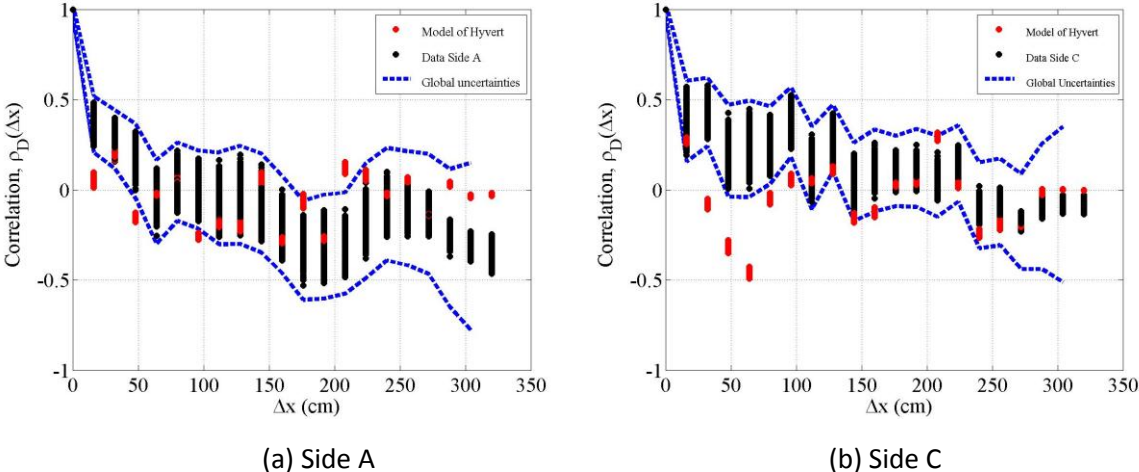 1
0.5
0
-0.5
-1
Correlation, ρD(Δx)
0 50 100 150 200 250 300 350
Δx (cm)
Model of Hyvert
Data Side A
Global uncertainties
(a) Side A
1
0.5
0
-0.5
-1
Correlation, ρD(Δx)
0 50 100 150 200 250 300 350
Δx (cm)
Model of Hyvert
Data Side C
Global Uncertainties
(b) Side C